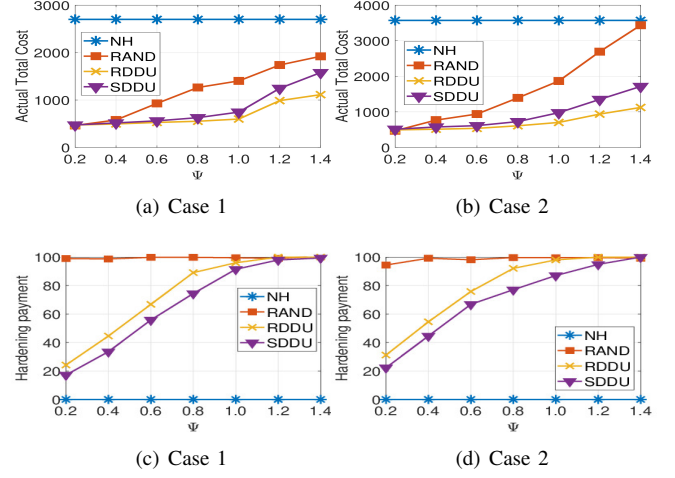 3000
2000
1000
0
Actual Total Cost
NH
RAND
RDDU
SDDU
0.2 0.4 0.6 0.8 1.0 1.2 1.4
Ψ
(a) Case 1
4000
3000
2000
1000
0
Actual Total Cost
NH
RAND
RDDU
SDDU
0.2 0.4 0.6 0.8 1.0 1.2 1.4
Ψ
(b) Case 2
100
80
60
40
20
0
Hardening payment
NH
RAND
RDDU
SDDU
0.2 0.4 0.6 0.8 1.0 1.2 1.4
Ψ
(c) Case 1
100
80
60
40
20
0
Hardening payment
NH
RAND
RDDU
SDDU
0.2 0.4 0.6 0.8 1.0 1.2 1.4
Ψ
(d) Case 2